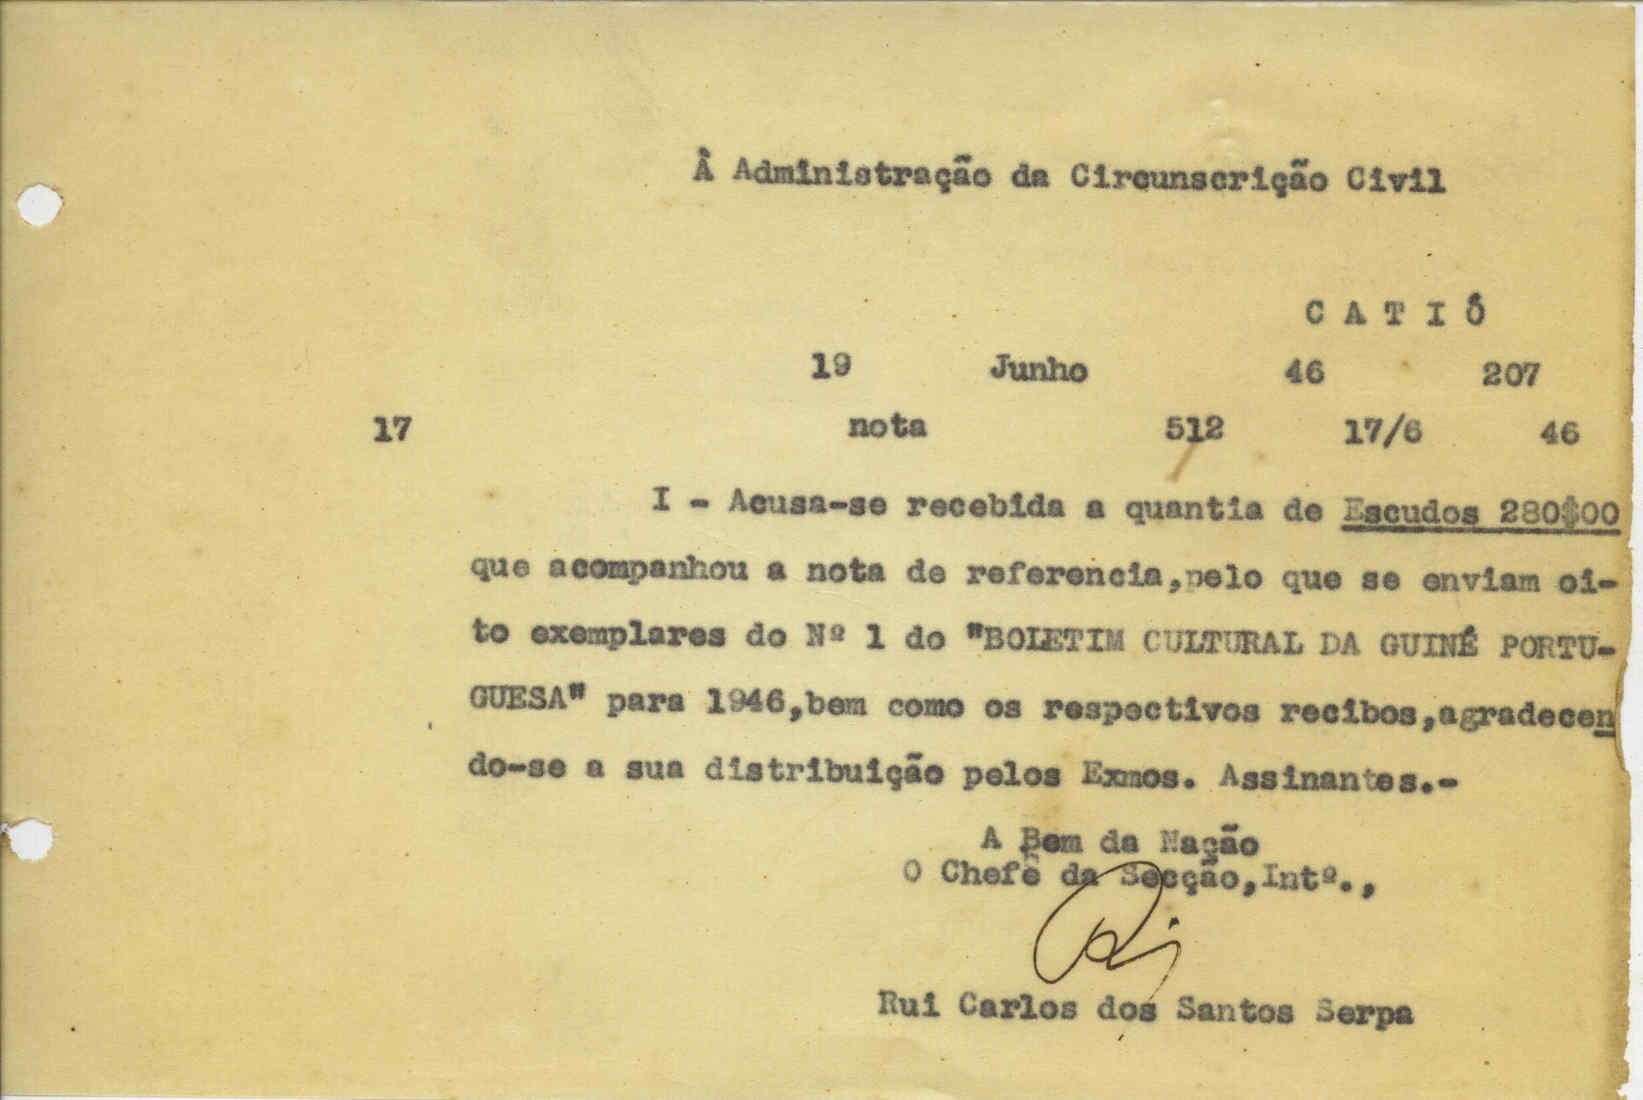 À Administração da Circunscrição Civil
C A T I Ó
19 Junho 46 207
17 nota 512 17/6 46
I - Acusa-se recebida a quantia de Escudos 280$00
que acompanhou a nota de referencia,pelo que se enviam oi-
to exemplares do Nº 1 do "BOLETIM CULTURAL DA GUINÉ PORTU-
GUESA" para 1946,bem como os respectivos recibos,agradecen
do-se a sua distribuição pelos Exmos. Assinantes.-
A Bem da Nação
O Chefe da Secção,Intº.,
Rui Carlos dos Santos Serpa